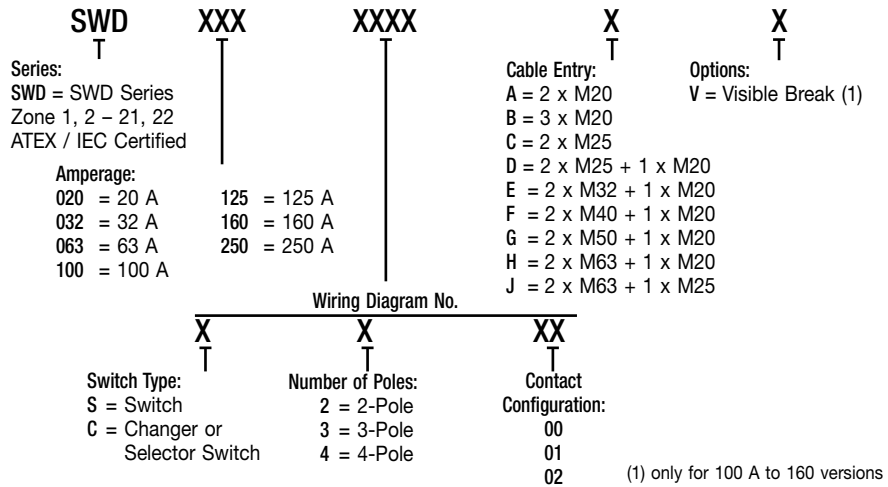 SWD XXX XXXX X X
Series:
SWD = SWD Series
Zone 1, 2 – 21, 22
ATEX / IEC Certified
Amperage:
020 = 20 A 125 = 125 A
032 = 32 A 160 = 160 A
063 = 63 A 250 = 250 A
100 = 100 A
Cable Entry:
A = 2 x M20
B = 3 x M20
C = 2 x M25
D = 2 x M25 + 1 x M20
E = 2 x M32 + 1 x M20
F = 2 x M40 + 1 x M20
G = 2 x M50 + 1 x M20
H = 2 x M63 + 1 x M20
J = 2 x M63 + 1 x M25
Options:
V = Visible Break (1)
Wiring Diagram No.
X X XX
Switch Type:
S = Switch
C = Changer or
Selector Switch
Number of Poles:
2 = 2-Pole
3 = 3-Pole
4 = 4-Pole
Contact
Configuration:
00
01
02
(1) only for 100 A to 160 versions